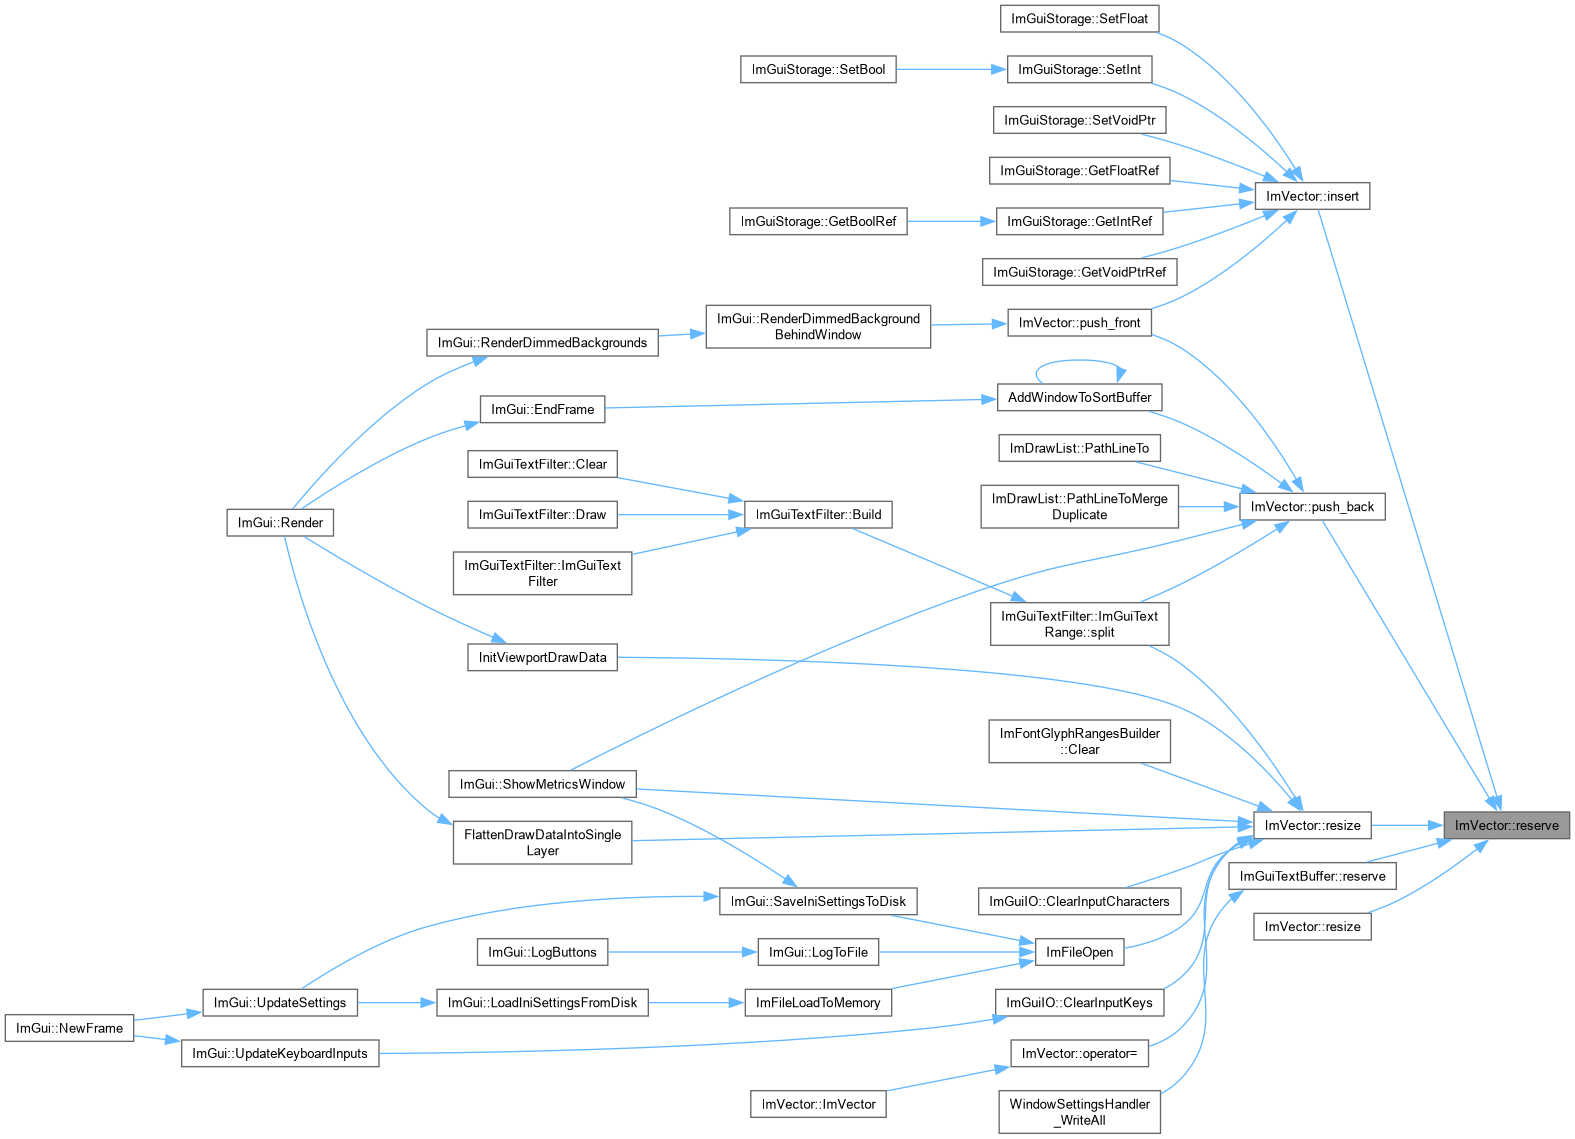 ImGuiStorage::SetFloat
ImGuiStorage::SetBool
ImGuiStorage::SetInt
ImGuiStorage::SetVoidPtr
ImGuiStorage::GetFloatRef
ImVector::insert
ImGuiStorage::GetBoolRef
ImGuiStorage::GetIntRef
ImGuiStorage::GetVoidPtrRef
ImGui::RenderDimmedBackground
BehindWindow
ImVector::push_front
ImGui::RenderDimmedBackgrounds
AddWindowToSortBuffer
ImGui::EndFrame
ImDrawList::PathLineTo
ImGuiTextFilter::Clear
ImDrawList::PathLineToMerge
Duplicate
ImVector::push_back
ImGuiTextFilter::Draw
ImGuiTextFilter::Build
ImGui::Render
ImGuiTextFilter::ImGuiText
Filter
ImGuiTextFilter::ImGuiText
Range::split
InitViewportDrawData
ImFontGlyphRangesBuilder
::Clear
ImGui::ShowMetricsWindow
ImVector::resize
ImVector::reserve
FlattenDrawDataIntoSingle
Layer
ImGuiTextBuffer::reserve
ImGui::SaveIniSettingsToDisk
ImGuiIO::ClearInputCharacters
ImVector::resize
ImGui::LogButtons
ImGui::LogToFile
ImFileOpen
ImGui::UpdateSettings
ImGui::LoadIniSettingsFromDisk
ImFileLoadToMemory
ImGuiIO::ClearInputKeys
ImGui::NewFrame
ImGui::UpdateKeyboardInputs
ImVector::operator=
ImVector::ImVector
WindowSettingsHandler
_WriteAll